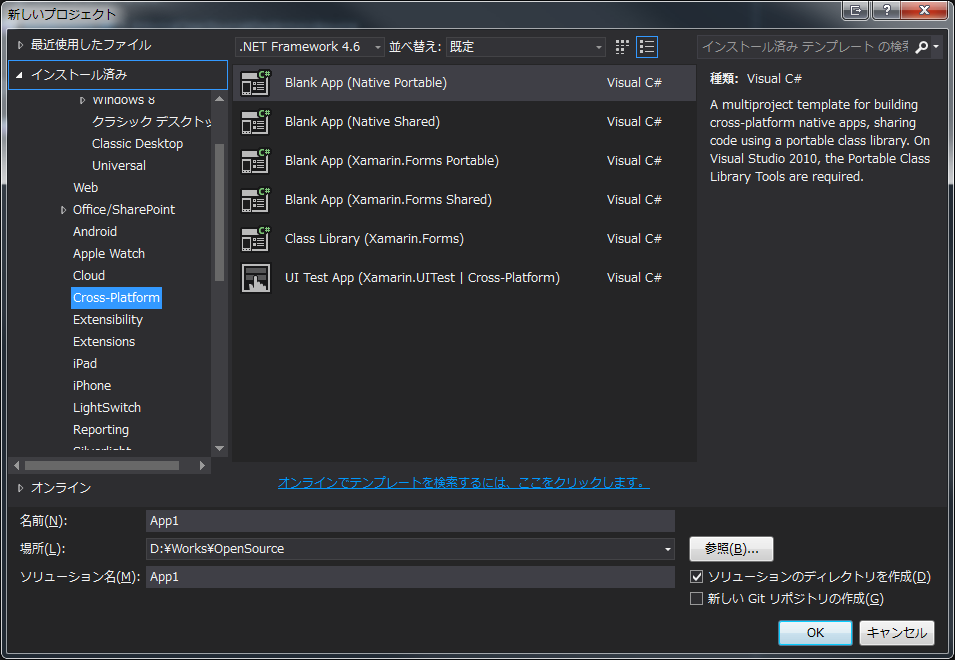 新しいプロジェクト
?
最近使用したファイル
インストール済み
Windows 8
クラシック デスクトッ
Classic Desktop
Universal
Web
Office/SharePoint
Android
Apple Watch
Cloud
Cross-Platform
Extensibility
Extensions
iPad
iPhone
LightSwitch
Reporting
Silverlight
オンライン
.NET Framework 4.6
並べ替え: 既定
Blank App (Native Portable) Visual C#
Blank App (Native Shared) Visual C#
Blank App (Xamarin.Forms Portable) Visual C#
Blank App (Xamarin.Forms Shared) Visual C#
Class Library (Xamarin.Forms) Visual C#
UI Test App (Xamarin.UITest | Cross-Platform) Visual C#
オンラインでテンプレートを検索するには、ここをクリックします。
インストール済み テンプレート の検索
種類: Visual C#
A multiproject template for building
cross-platform native apps, sharing
code using a portable class library. On
Visual Studio 2010, the Portable Class
Library Tools are required.
名前(N): App1
場所(L): D:¥Works¥OpenSource
参照(B)...
ソリューション名(M): App1
ソリューションのディレクトリを作成(D)
新しい Git リポジトリの作成(G)
OK
キャンセル